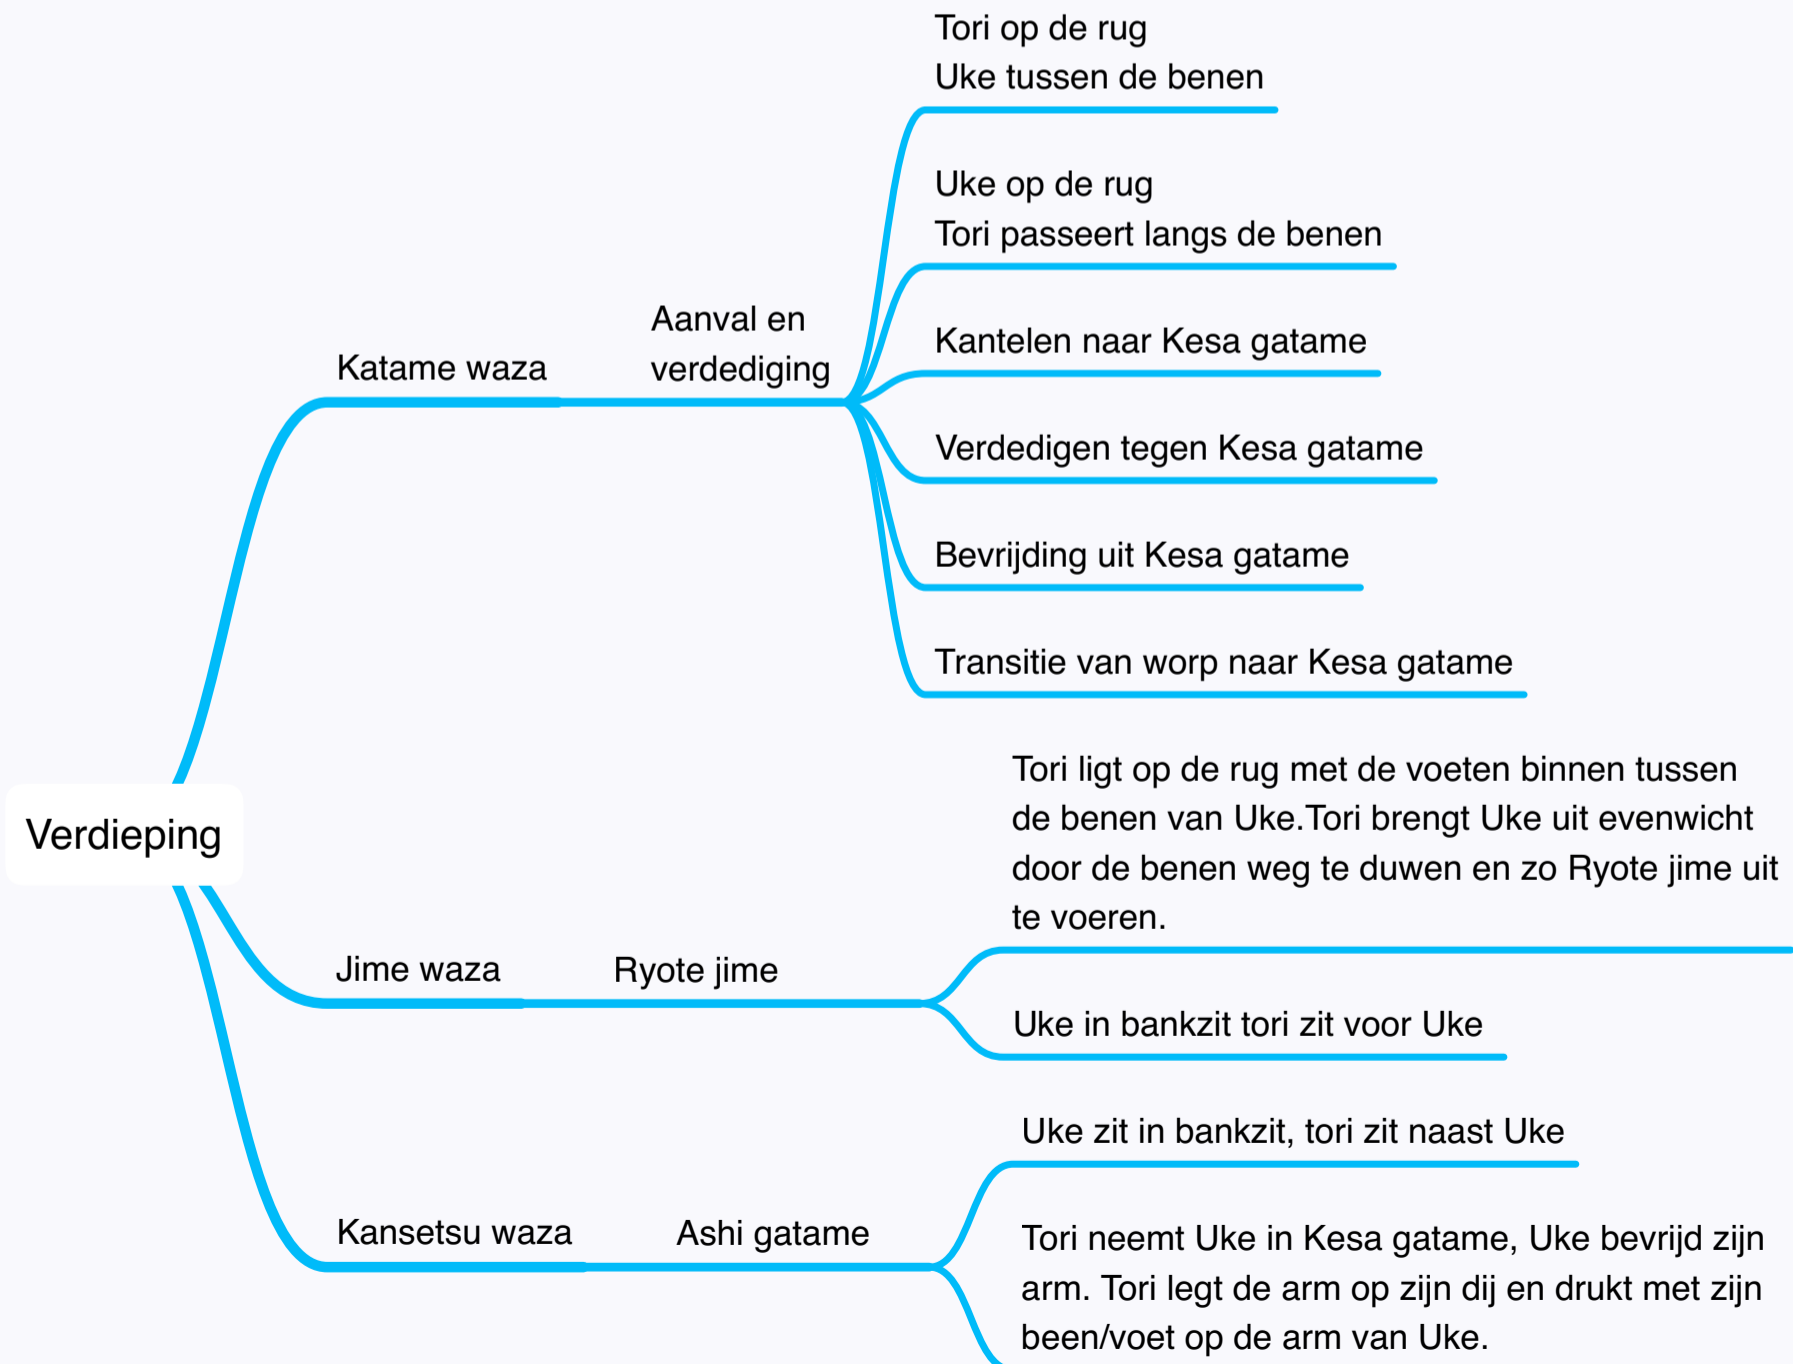 Tori op de rug
Uke tussen de benen
Uke op de rug
Tori passeert langs de benen
Aanval en
verdediging
Katame waza
Kantelen naar Kesa gatame
Verdedigen tegen Kesa gatame
Bevrijding uit Kesa gatame
Transitie van worp naar Kesa gatame
Verdieping
Tori ligt op de rug met de voeten binnen tussen
de benen van Uke.Tori brengt Uke uit evenwicht
door de benen weg te duwen en zo Ryote jime uit
te voeren.
Jime waza
Ryote jime
Uke in bankzit tori zit voor Uke
Uke zit in bankzit, tori zit naast Uke
Kansetsu waza
Ashi gatame
Tori neemt Uke in Kesa gatame, Uke bevrijd zijn
arm. Tori legt de arm op zijn dij en drukt met zijn
been/voet op de arm van Uke.